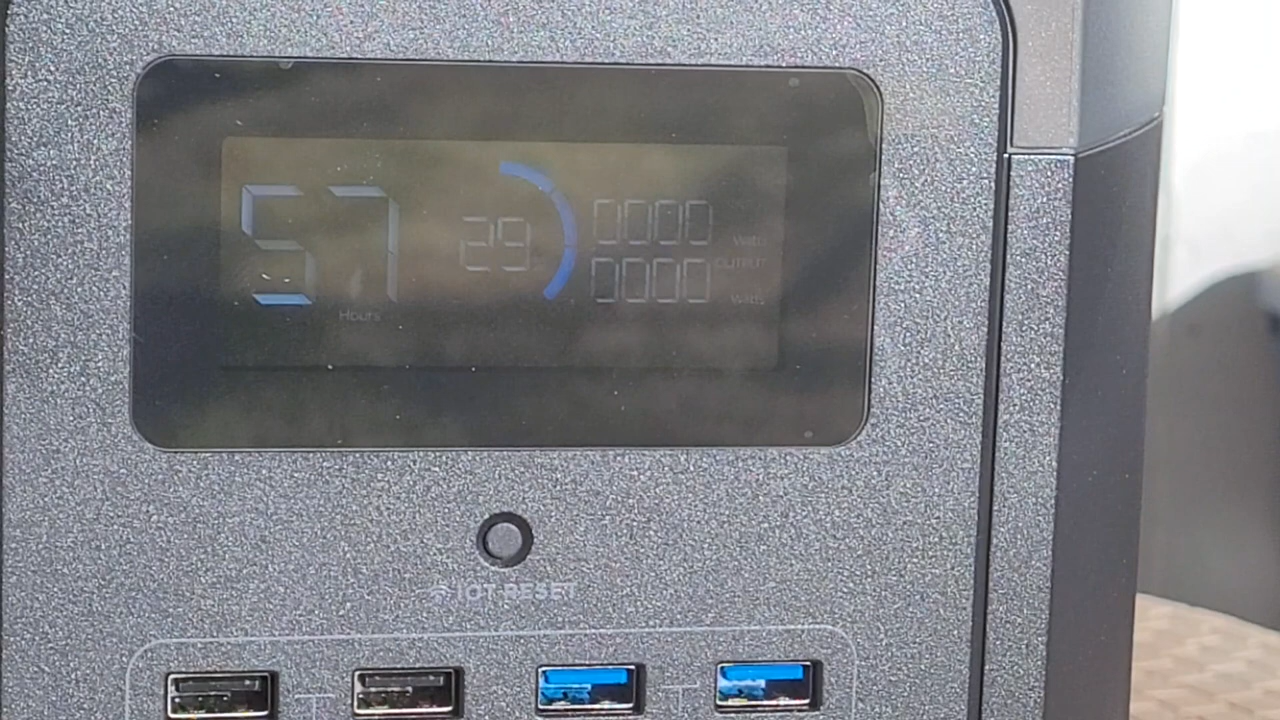 57
Hours
29
0000
Watts
OUTPUT
0000
Watts
IOT RESET